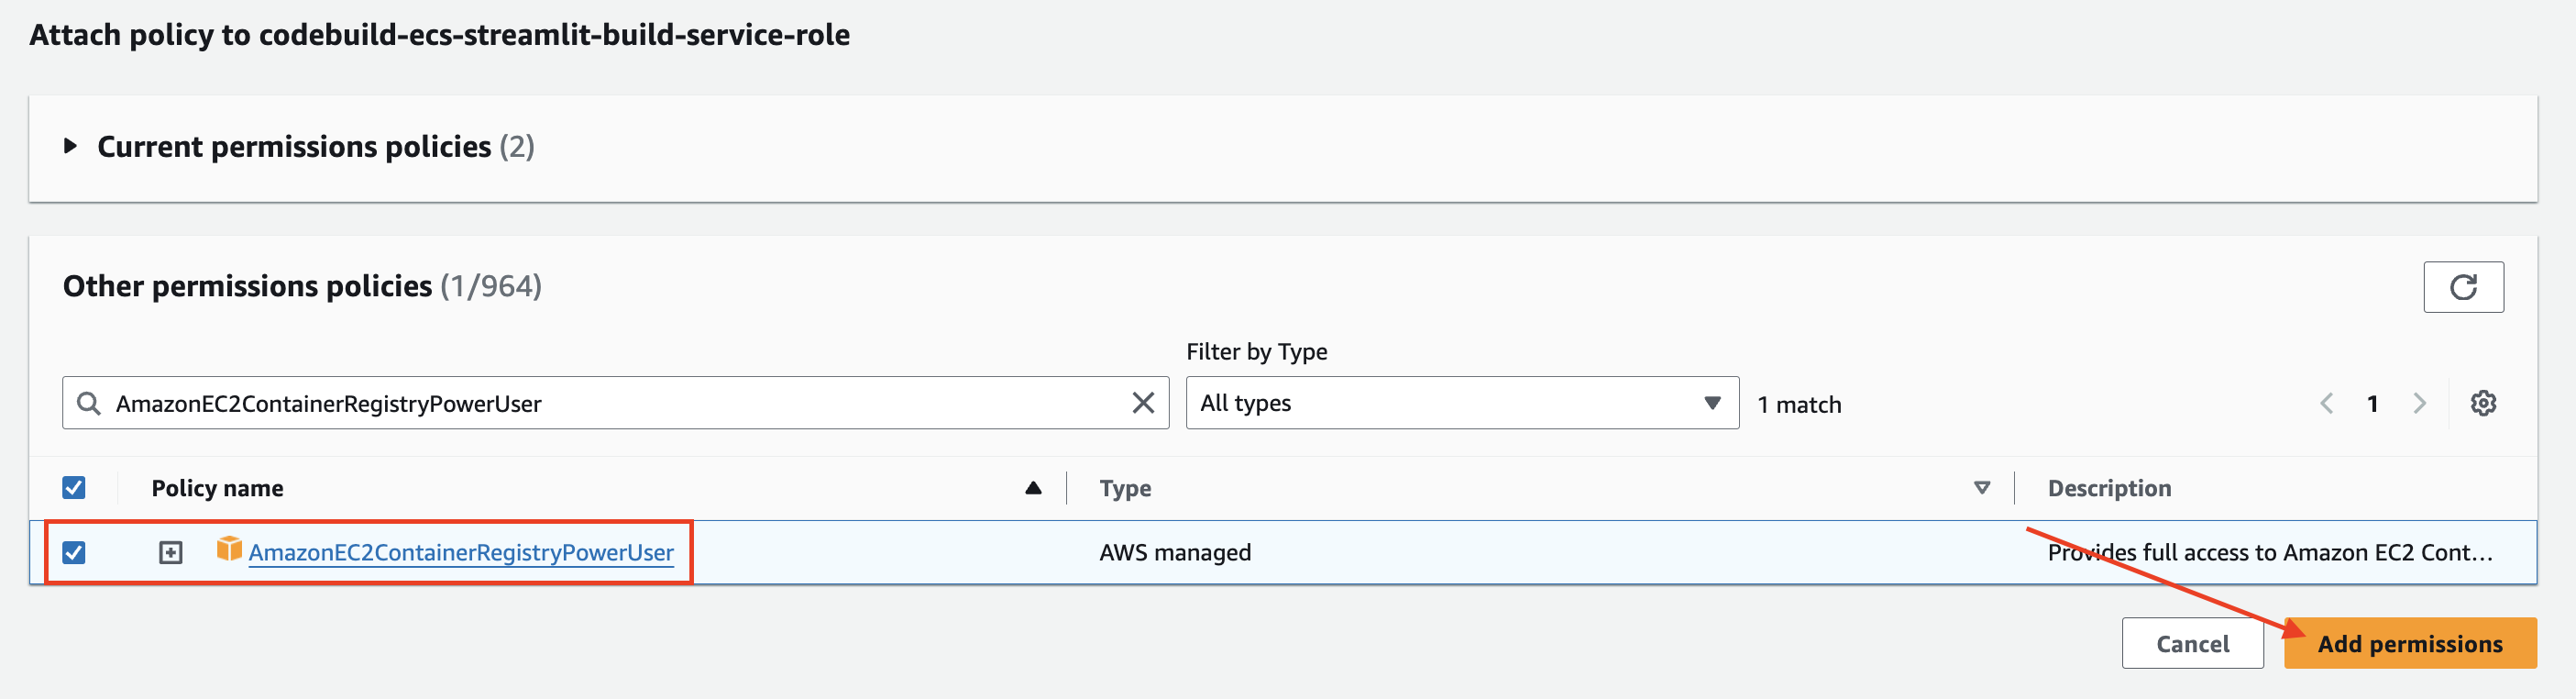 Attach policy to codebuild-ecs-streamlit-build-service-role
Current permissions policies (2)
Other permissions policies (1/964)
Filter by Type
AmazonEC2ContainerRegistryPowerUser
All types
1 match
1
Policy name
Type
Description
AmazonEC2ContainerRegistryPowerUser
AWS managed
Provides full access to Amazon EC2 Cont...
Cancel
Add permissions